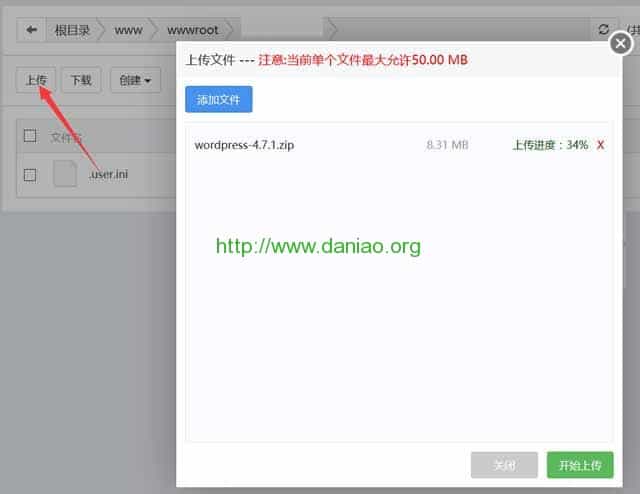 根目录 www wwwroot
上传文件 --- 注意:当前单个文件最大允许50.00 MB
上传 下载 创建
添加文件
文件名
wordpress-4.7.1.zip 8.31 MB 上传进度：34% X
.user.ini
http://www.daniao.org
关闭 开始上传